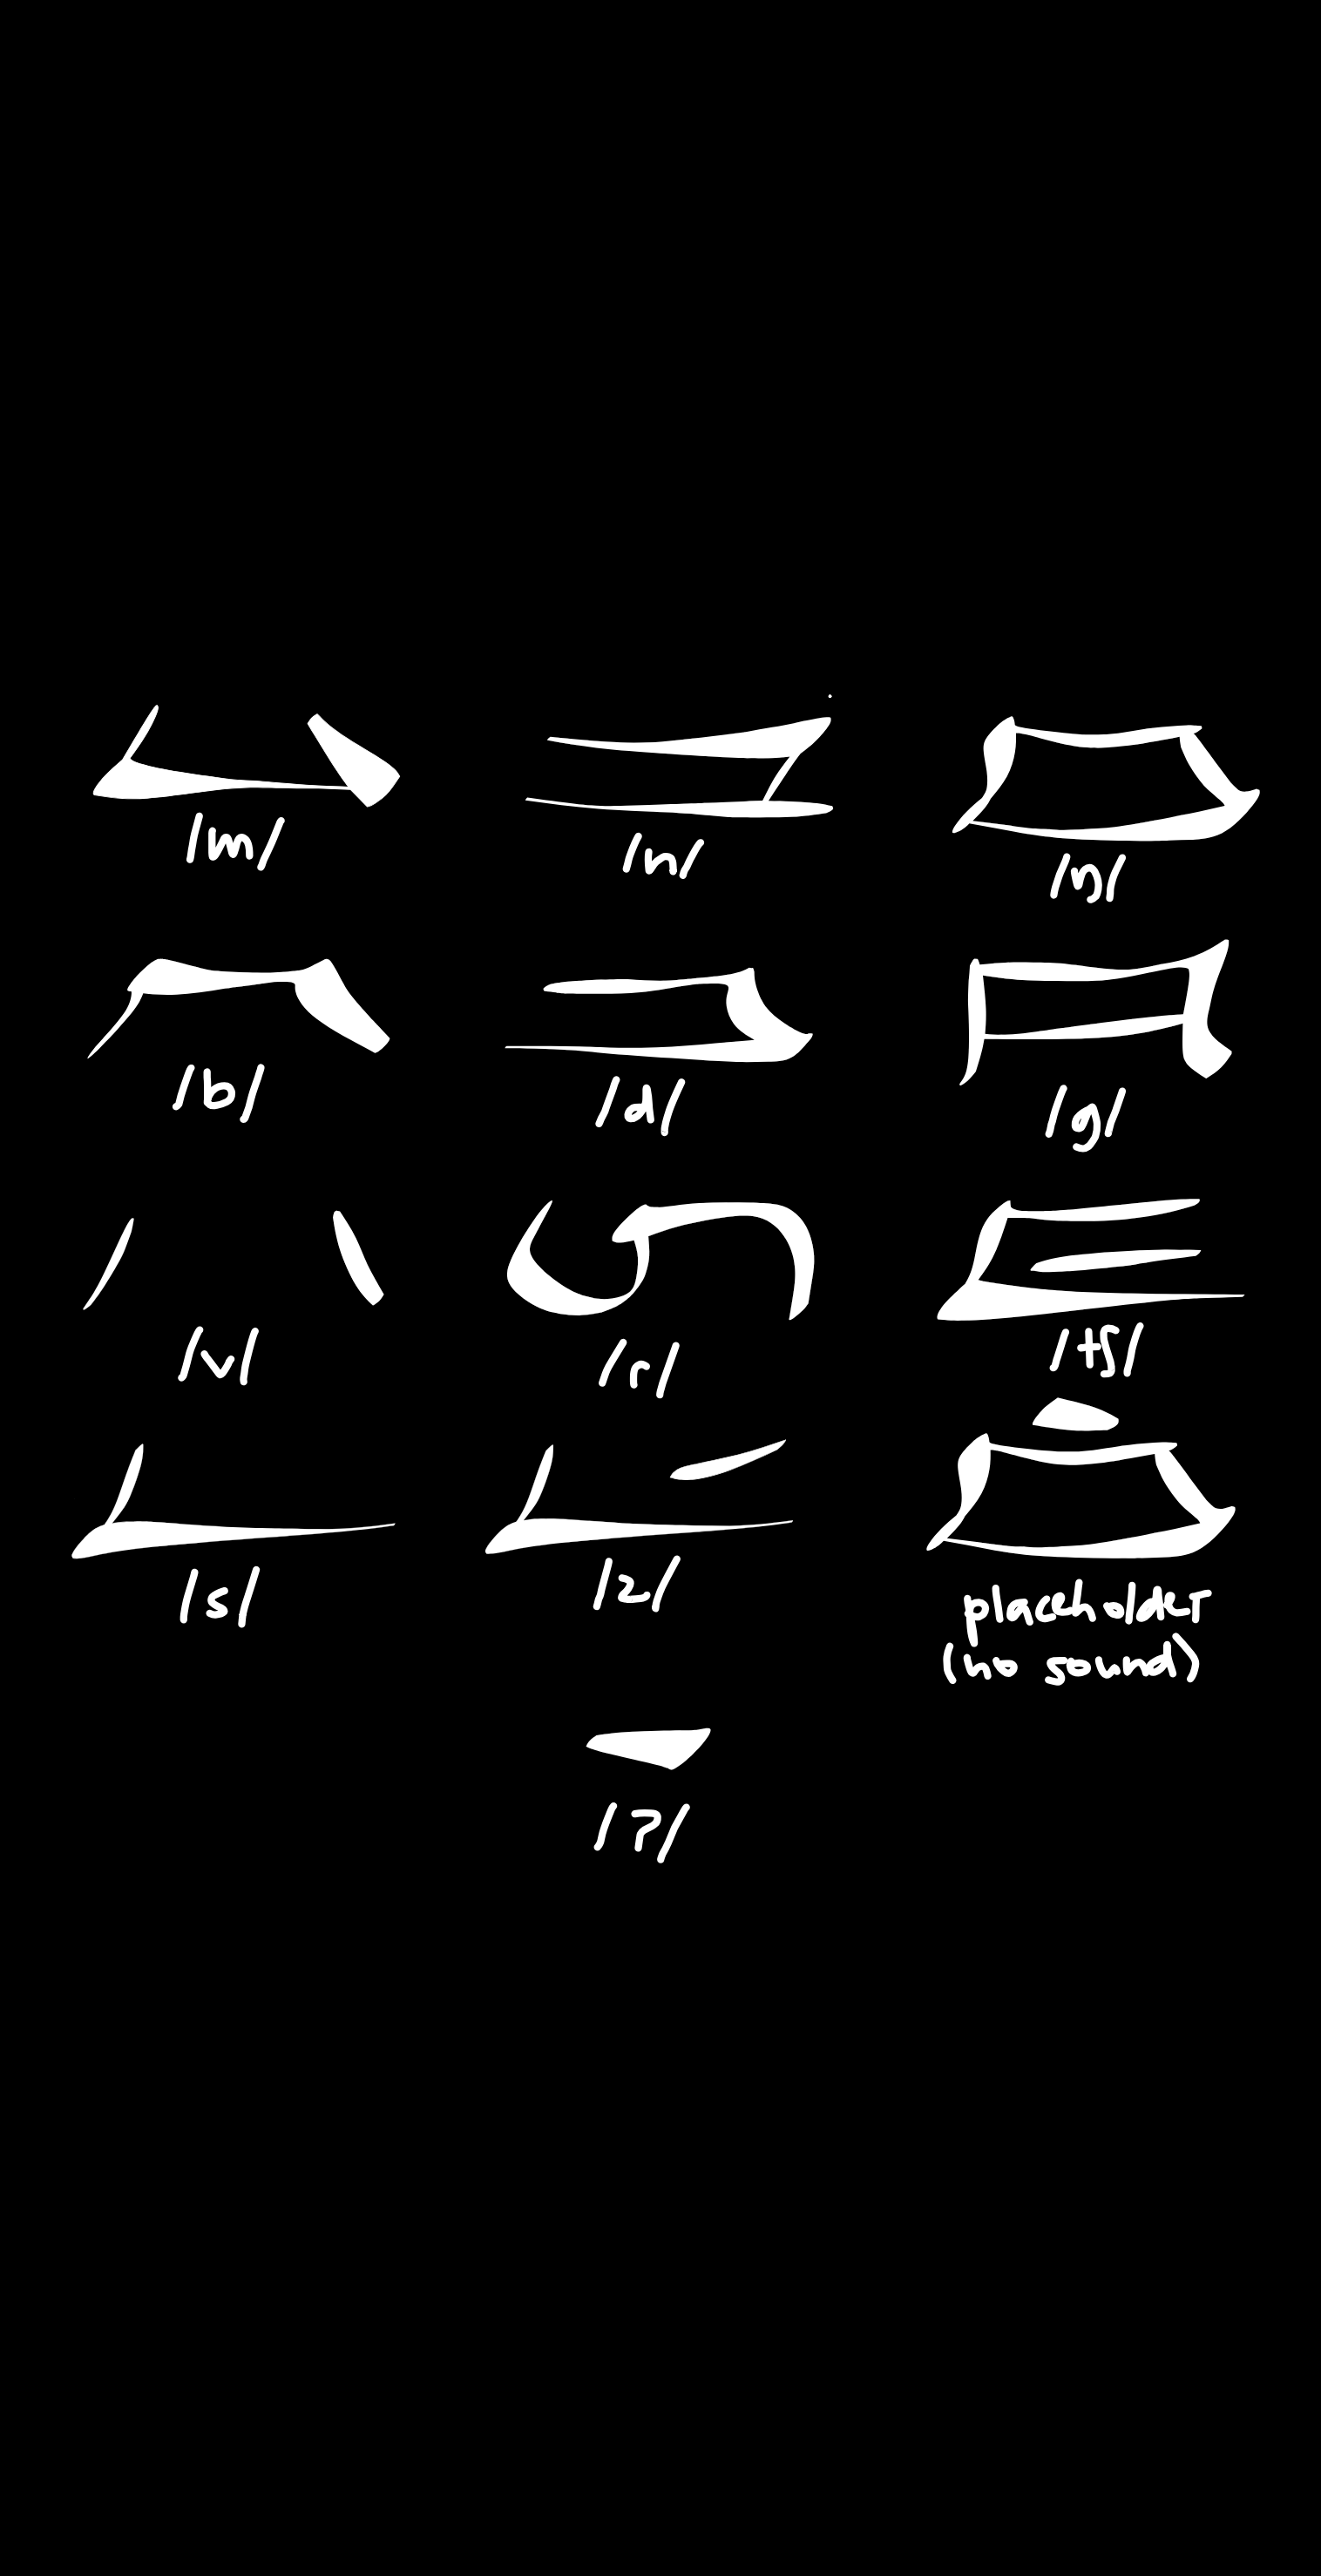 /m/ /n/ /ŋ/
/b/ /d/ /g/
/v/ /r/ /tʃ/
/s/ /z/ placeholder
(no sound)
/?/